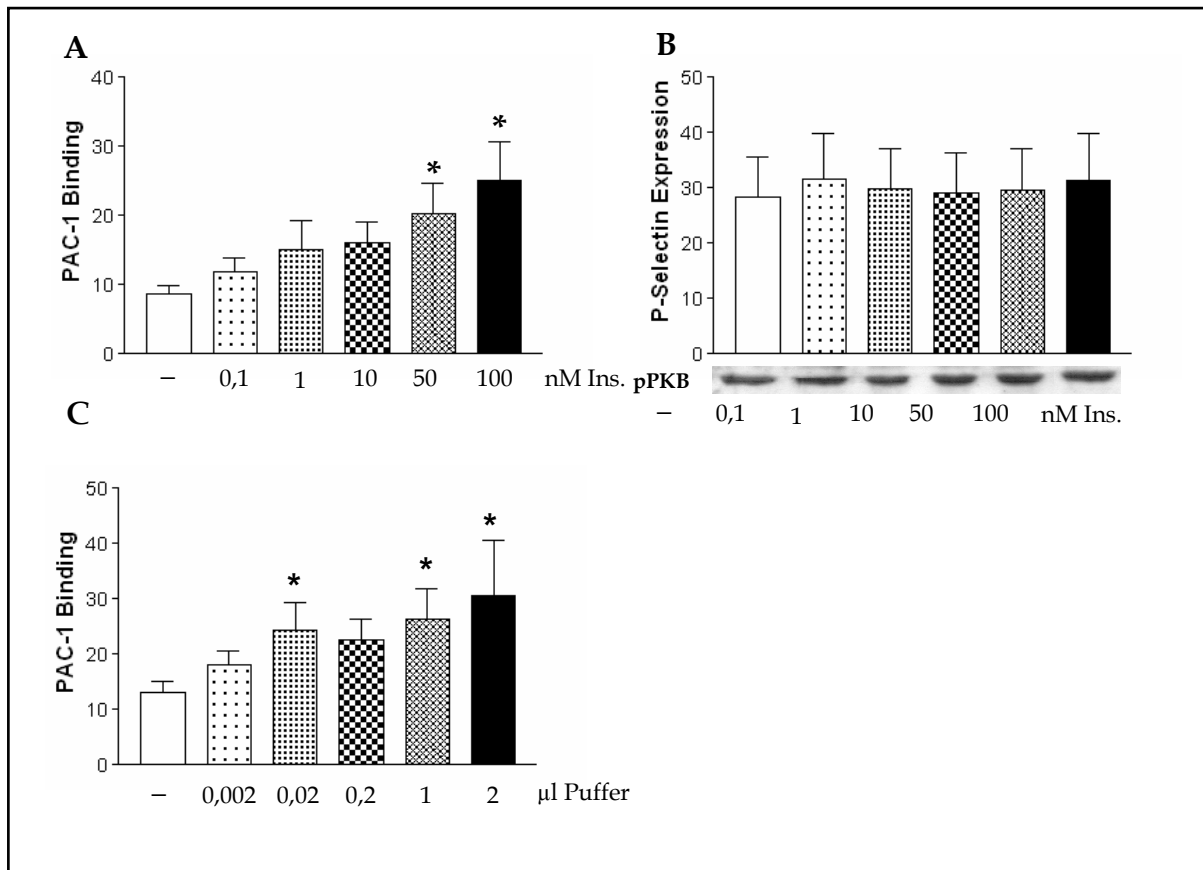 A
PAC-1 Binding
40
30
20
10
0
*
*
– 0,1 1 10 50 100 nM Ins.
B
P-Selectin Expression
50
40
30
20
10
0
pPKB
– 0,1 1 10 50 100 nM Ins.
C
PAC-1 Binding
50
40
30
20
10
0
*
*
*
– 0,002 0,02 0,2 1 2 µl Puffer